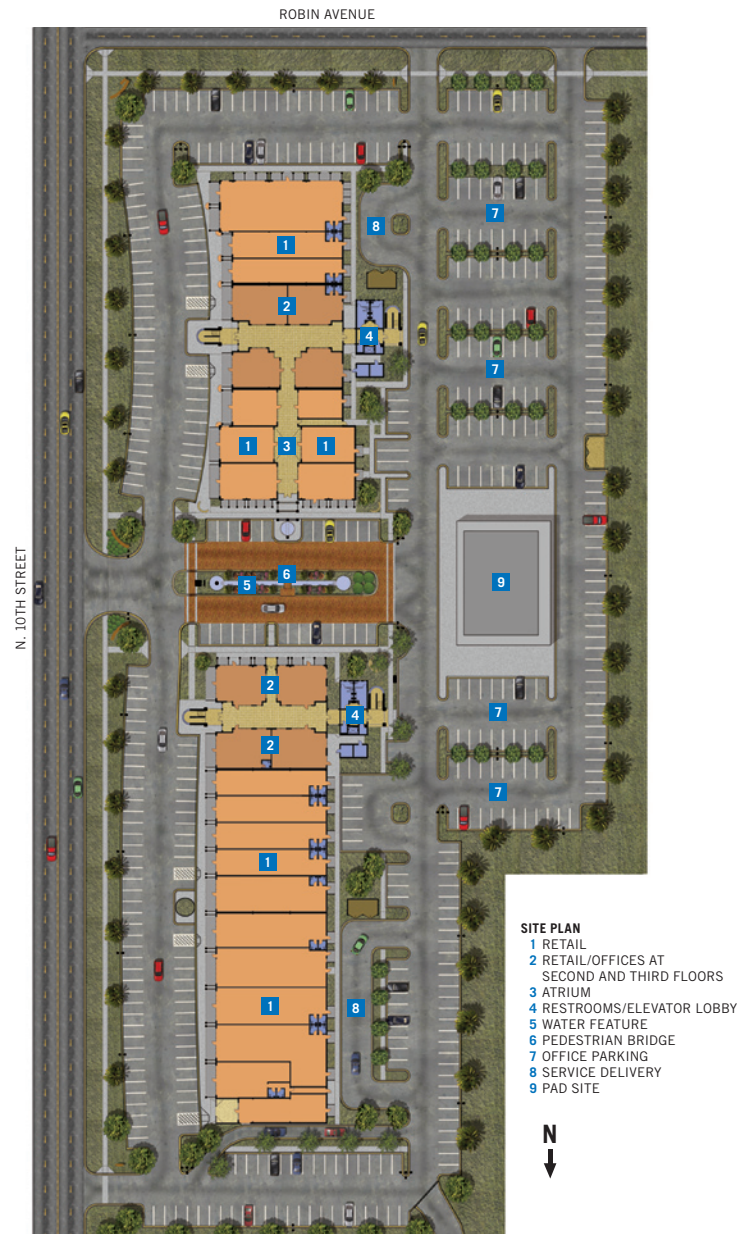 ROBIN AVENUE
7
8
1
2
4
7
1
3
1
6
5
9
N. 10TH STREET
2
4
7
2
7
1
1
8
SITE PLAN
1 RETAIL
2 RETAIL/OFFICES AT
SECOND AND THIRD FLOORS
3 ATRIUM
4 RESTROOMS/ELEVATOR LOBBY
5 WATER FEATURE
6 PEDESTRIAN BRIDGE
7 OFFICE PARKING
8 SERVICE DELIVERY
9 PAD SITE
N